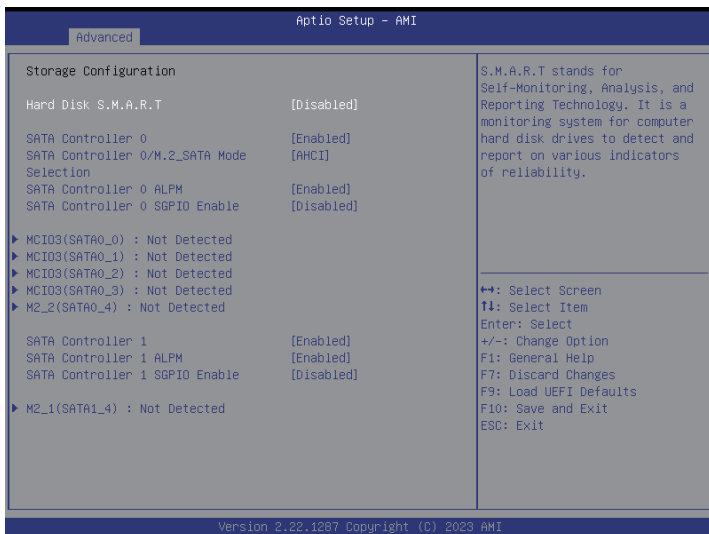 Aptio Setup – AMI
Advanced
Storage Configuration
Hard Disk S.M.A.R.T [Disabled]
SATA Controller 0 [Enabled]
SATA Controller 0/M.2_SATA Mode [AHCI]
Selection
SATA Controller 0 ALPM [Enabled]
SATA Controller 0 SGPIO Enable [Disabled]
MCIO3(SATA0_0) : Not Detected
MCIO3(SATA0_1) : Not Detected
MCIO3(SATA0_2) : Not Detected
MCIO3(SATA0_3) : Not Detected
M2_2(SATA0_4) : Not Detected
SATA Controller 1 [Enabled]
SATA Controller 1 ALPM [Enabled]
SATA Controller 1 SGPIO Enable [Disabled]
M2_1(SATA1_4) : Not Detected
S.M.A.R.T stands for
Self-Monitoring, Analysis, and
Reporting Technology. It is a
monitoring system for computer
hard disk drives to detect and
report on various indicators
of reliability.
↔: Select Screen
↑↓: Select Item
Enter: Select
+/-: Change Option
F1: General Help
F7: Discard Changes
F9: Load UEFI Defaults
F10: Save and Exit
ESC: Exit
Version 2.22.1287 Copyright (C) 2023 AMI